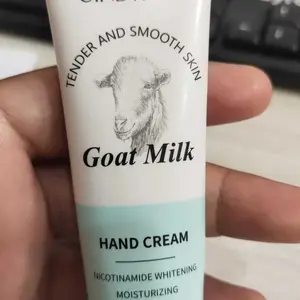 TENDER AND SMOOTH SKIN
Goat Milk
HAND CREAM
NICOTINAMIDE WHITENING
MOISTURIZING